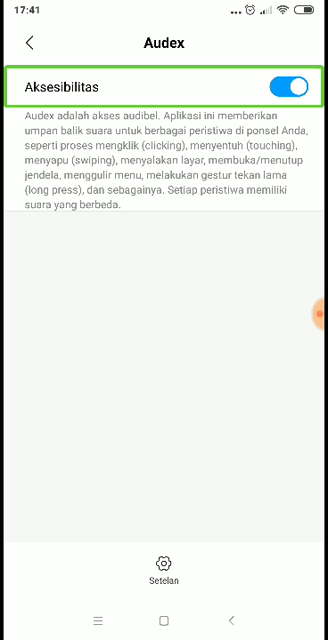 17:41
Audex
Aksesibilitas
Audex adalah akses audibel. Aplikasi ini memberikan
umpan balik suara untuk berbagai peristiwa di ponsel Anda,
seperti proses mengklik (clicking), menyentuh (touching),
menyapu (swiping), menyalakan layar, membuka/menutup
jendela, menggulir menu, melakukan gestur tekan lama
(long press), dan sebagainya. Setiap peristiwa memiliki
suara yang berbeda.
Setelan